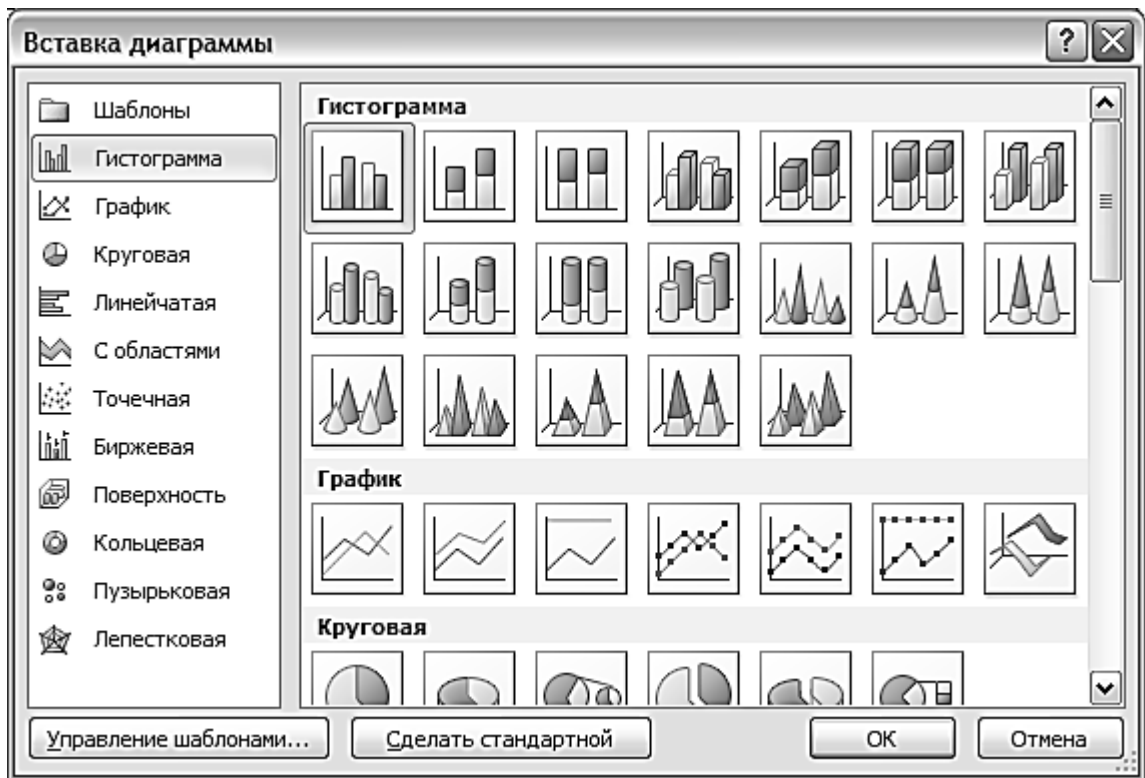 Вставка диаграммы
Шаблоны
Гистограмма
График
Круговая
Линейчатая
С областями
Точечная
Биржевая
Поверхность
Кольцевая
Пузырьковая
Лепестковая
Гистограмма
График
Круговая
Управление шаблонами...
Сделать стандартной
ОК
Отмена